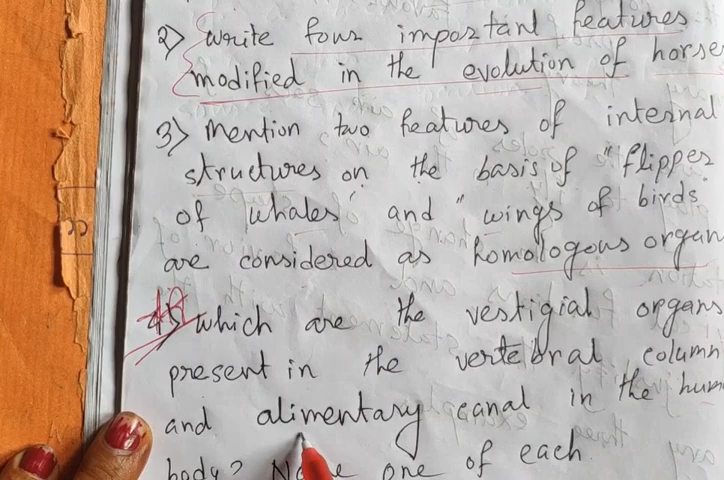 2) write four important features
modified in the evolution of horse
3) Mention two features of internal
structures on the basis of "flipper
of whales" and "wings of birds
are considered as homologous organ
which are the vestigial organs
present in the vertebral column
and alimentary canal in the huma
body? one of each